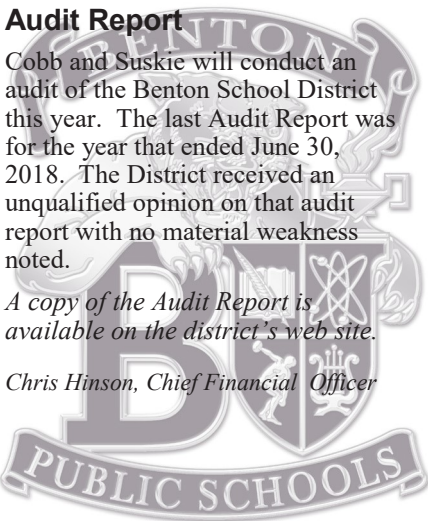 Audit Report
BENTON
Cobb and Suskie will conduct an
audit of the Benton School District
this year. The last Audit Report was
for the year that ended June 30,
2018. The District received an
unqualified opinion on that audit
report with no material weakness
noted.
A copy of the Audit Report is
available on the district's web site.
Chris Hinson, Chief Financial Officer
B
PUBLIC SCHOOLS